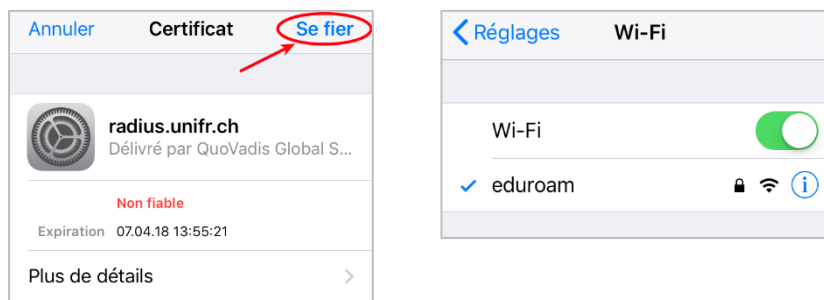 Annuler Certificat Se fier
radius.unifr.ch
Délivré par QuoVadis Global S...
Non fiable
Expiration 07.04.18 13:55:21
Plus de détails
Réglages Wi-Fi
Wi-Fi
eduroam